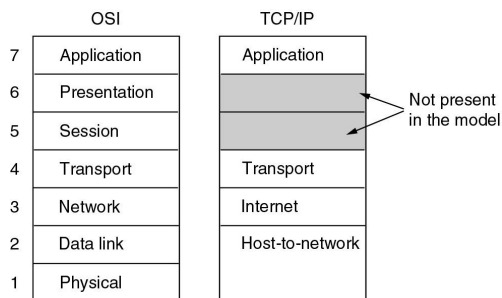 OSI TCP/IP
7 Application Application
6 Presentation
Not present
in the model
5 Session
4 Transport Transport
3 Network Internet
2 Data link Host-to-network
1 Physical